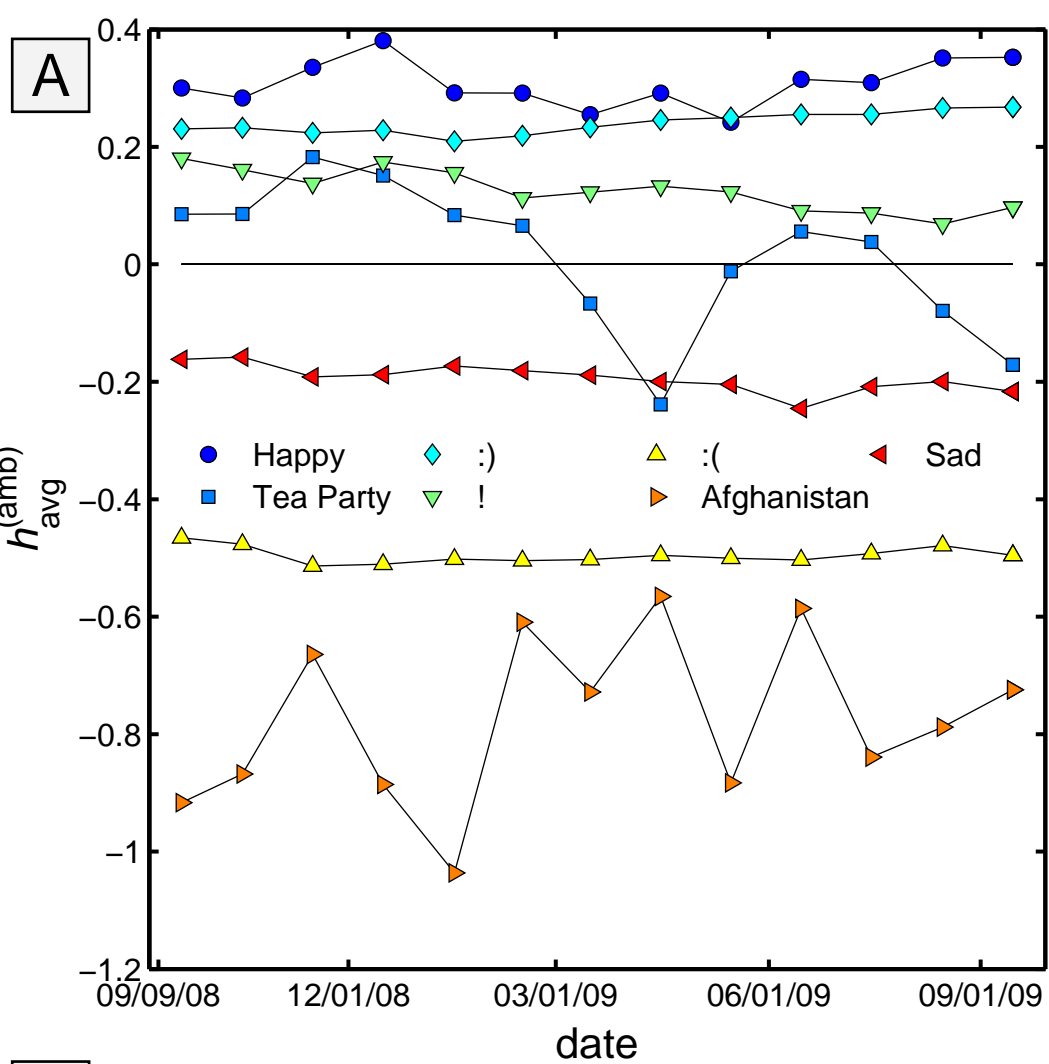 A
0.4
0.2
0
−0.2
−0.4
−0.6
−0.8
−1
−1.2
h(amb)avg
Happy :) :( Sad
Tea Party ! Afghanistan
09/09/08 12/01/08 03/01/09 06/01/09 09/01/09
date